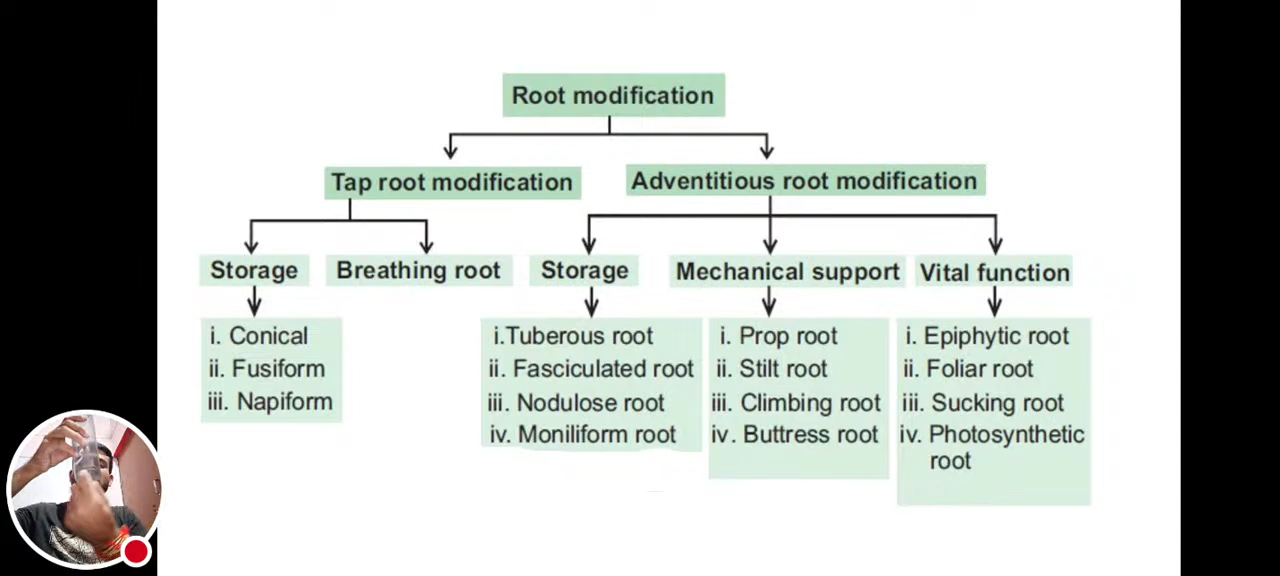 Root modification
Tap root modification
Adventitious root modification
Storage
Breathing root
Storage
Mechanical support
Vital function
i. Conical
ii. Fusiform
iii. Napiform
i.Tuberous root
ii. Fasciculated root
iii. Nodulose root
iv. Moniliform root
i. Prop root
ii. Stilt root
iii. Climbing root
iv. Buttress root
i. Epiphytic root
ii. Foliar root
iii. Sucking root
iv. Photosynthetic
root